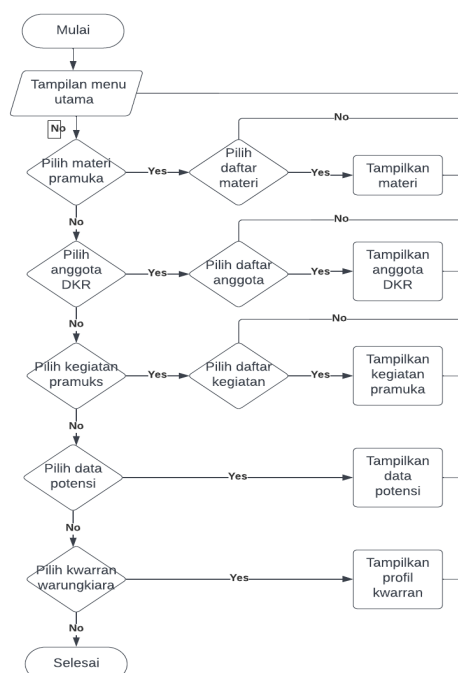 Mulai
Tampilan menu
utama
No
No
Pilih materi
pramuka
Yes
Pilih
daftar
materi
Yes
Tampilkan
materi
No
No
Pilih
anggota
DKR
Yes
Pilih daftar
anggota
Yes
Tampilkan
anggota
DKR
No
No
Pilih kegiatan
pramuks
Yes
Pilih daftar
kegiatan
Yes
Tampilkan
kegiatan
pramuka
No
Pilih data
potensi
Yes
Tampilkan
data
potensi
No
Pilih kwarran
warungkiara
Yes
Tampilkan
profil
kwarran
No
Selesai